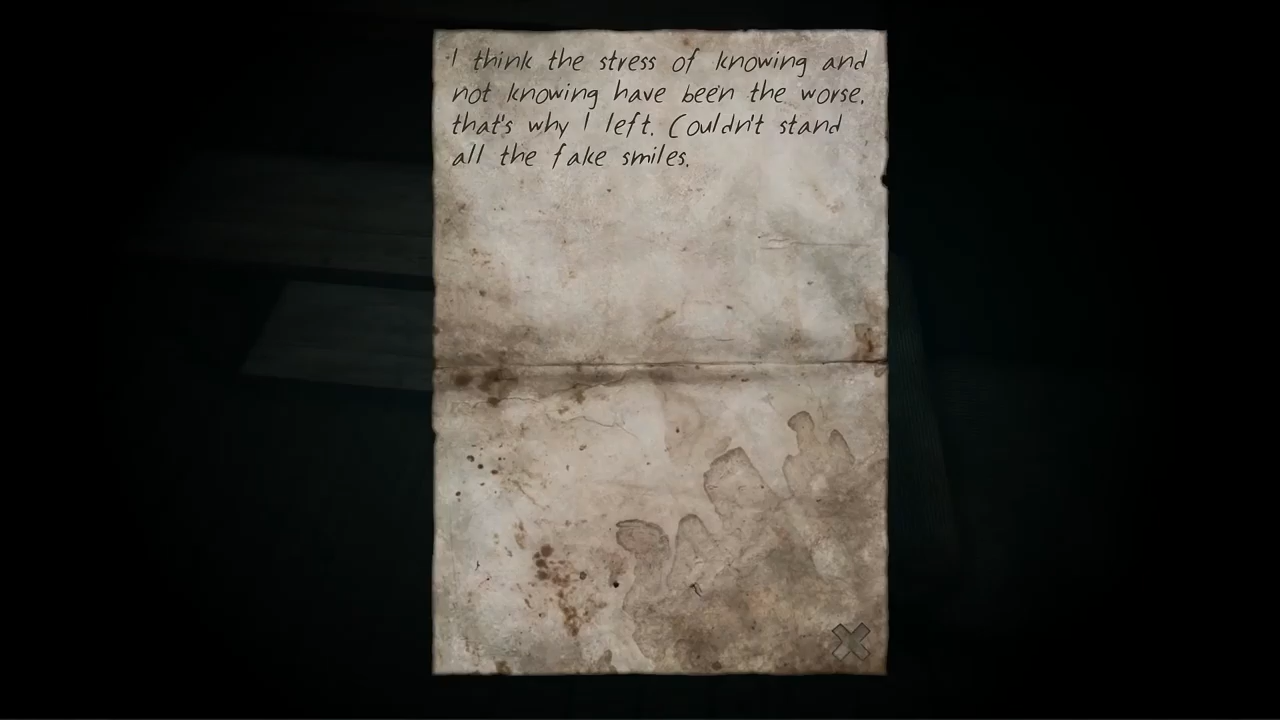 I think the stress of knowing and
not knowing have been the worse,
that's why I left. Couldn't stand
all the fake smiles.